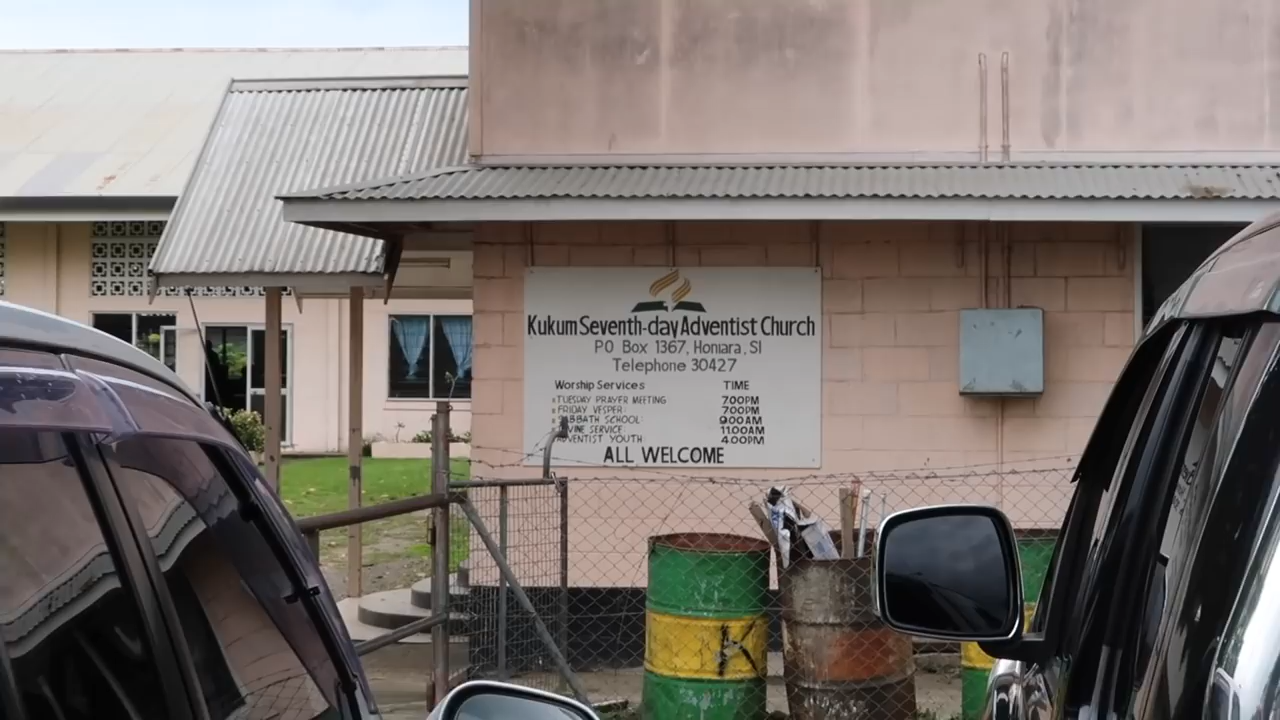 Kukum Seventh-day Adventist Church
PO Box 1367, Honiara, SI
Telephone 30427
Worship Services TIME
TUESDAY PRAYER MEETING 7:00PM
FRIDAY VESPER: 7:00PM
SABBATH SCHOOL: 9:00AM
VINE SERVICE: 11:00AM
ADVENTIST YOUTH: 4:00PM
ALL WELCOME